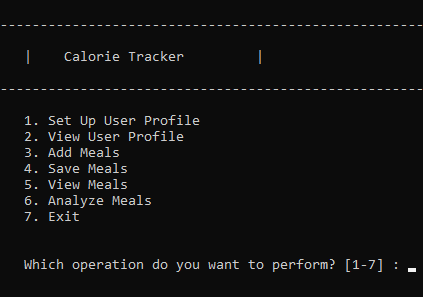 -----------------------------------------------------
|    Calorie Tracker         |
-----------------------------------------------------
1. Set Up User Profile
2. View User Profile
3. Add Meals
4. Save Meals
5. View Meals
6. Analyze Meals
7. Exit
Which operation do you want to perform? [1-7] : _